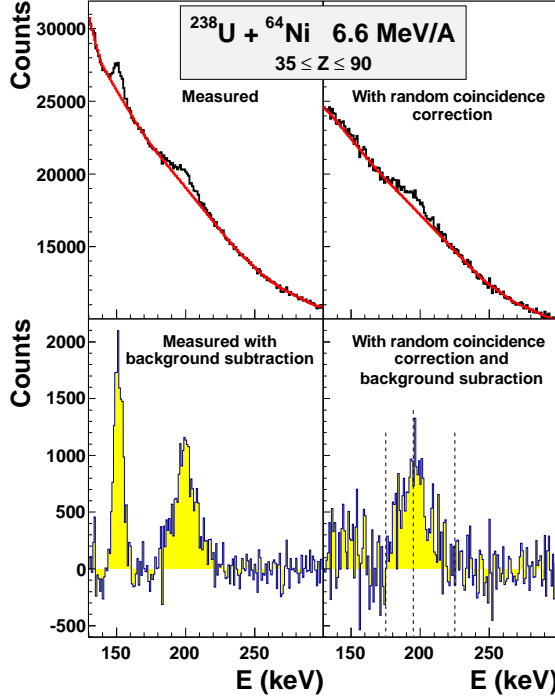 ²³⁸U + ⁶⁴Ni 6.6 MeV/A
35 ≤ Z ≤ 90
Counts
30000
25000
20000
15000
Measured
With random coincidence
correction
Counts
2000
1500
1000
500
0
-500
Measured with
background subtraction
With random coincidence
correction and
background subraction
150 200 250
150 200 250
E (keV)
E (keV)